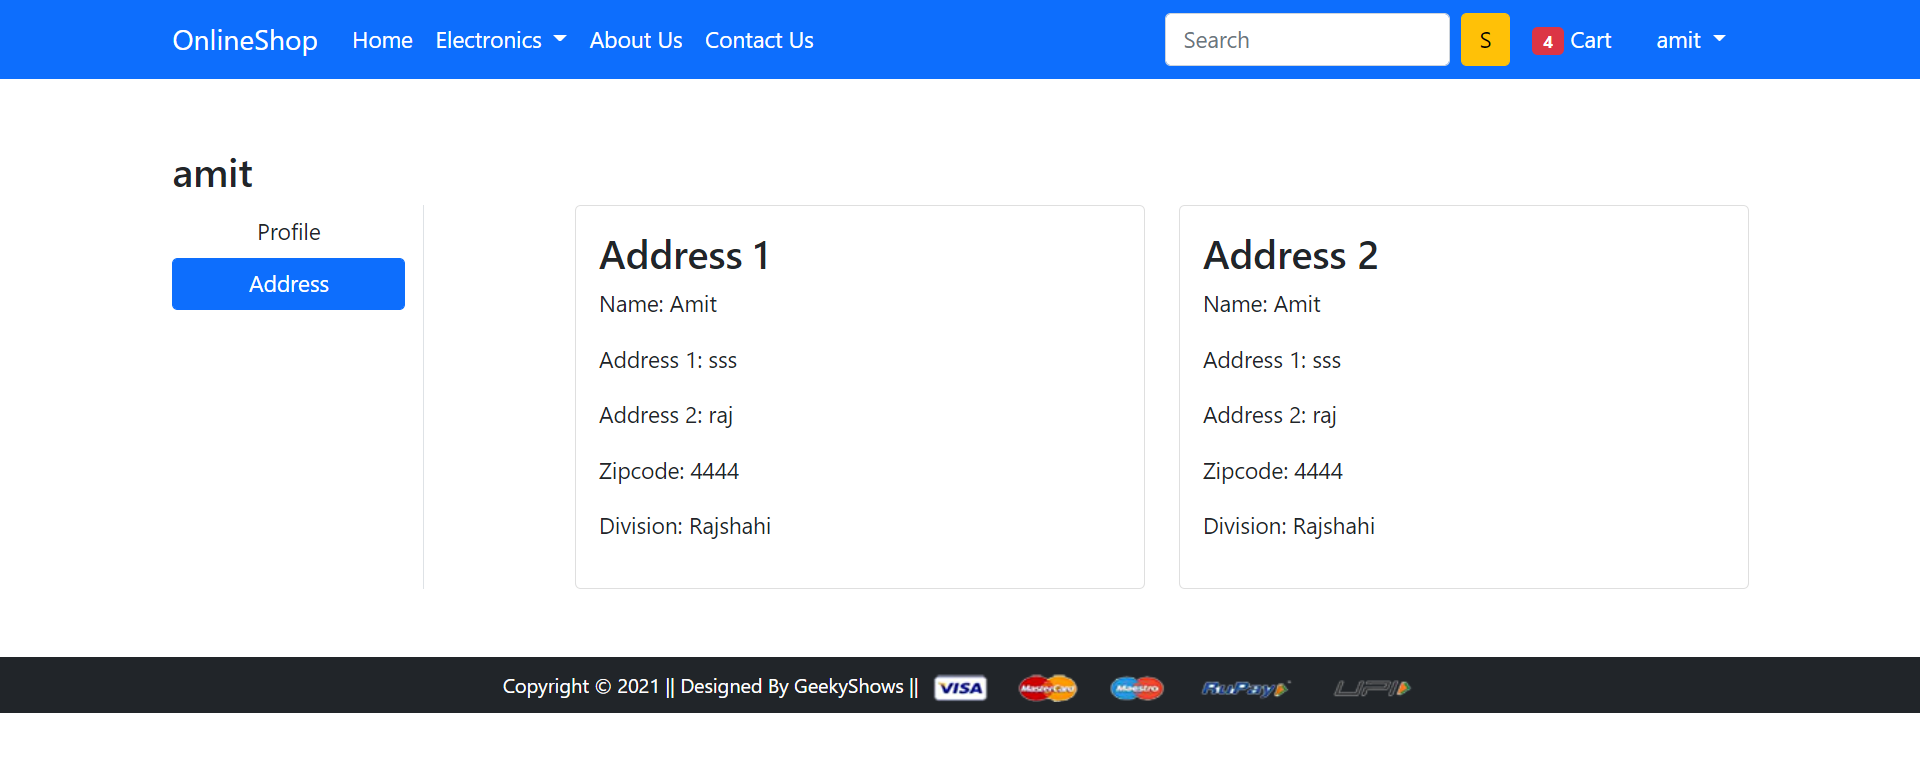 OnlineShop Home Electronics About Us Contact Us Search S 4 Cart amit
amit
Profile
Address
Address 1
Name: Amit
Address 1: sss
Address 2: raj
Zipcode: 4444
Division: Rajshahi
Address 2
Name: Amit
Address 1: sss
Address 2: raj
Zipcode: 4444
Division: Rajshahi
Copyright © 2021 || Designed By GeekyShows || VISA MasterCard Maestro RuPay UPI